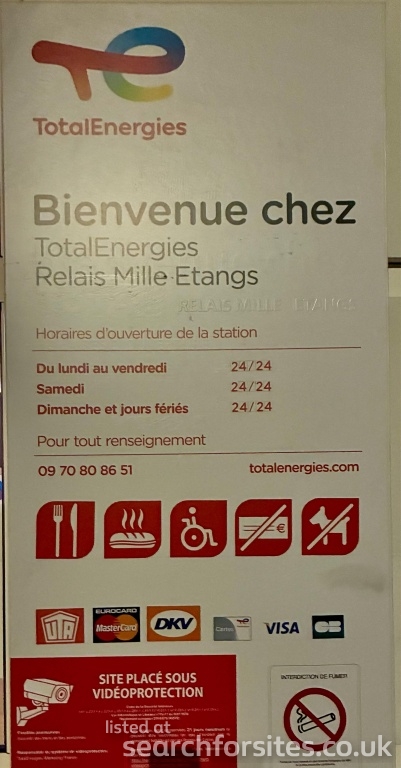 TotalEnergies
Bienvenue chez
TotalEnergies
Relais Mille Etangs
RELAIS MILLE ETANGS
Horaires d'ouverture de la station
Du lundi au vendredi 24/24
Samedi 24/24
Dimanche et jours fériés 24/24
Pour tout renseignement
09 70 80 86 51 totalenergies.com
€
UTA EUROCARD MasterCard DKV VISA CB
SITE PLACÉ SOUS
VIDÉOPROTECTION
INTERDICTION DE FUMER
listed at
searchforsites.co.uk